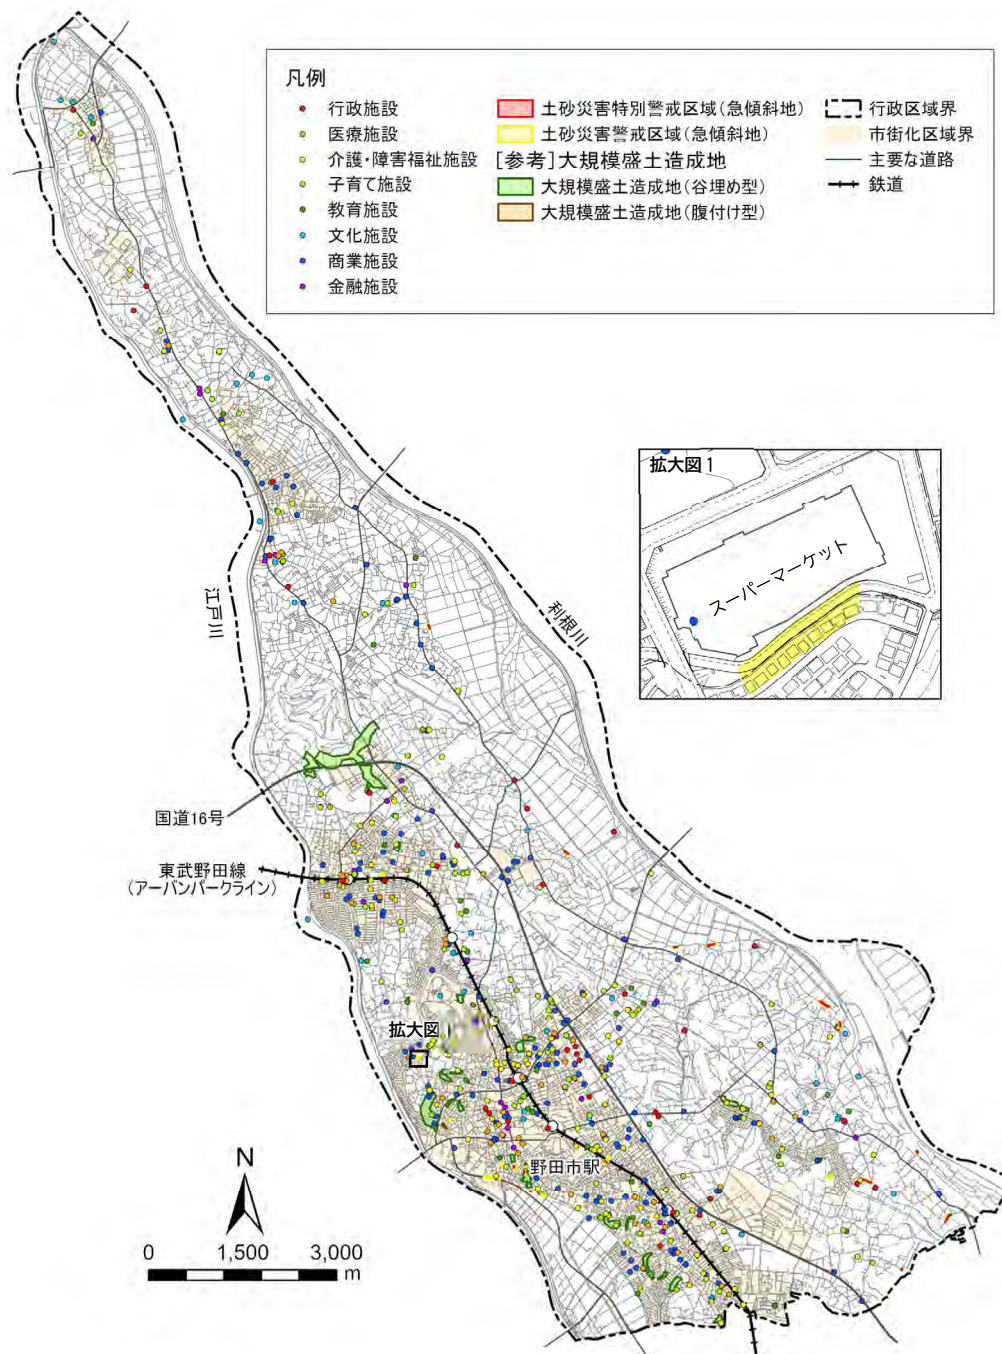 凡例
行政施設
医療施設
介護・障害福祉施設
子育て施設
教育施設
文化施設
商業施設
金融施設
土砂災害特別警戒区域(急傾斜地)
土砂災害警戒区域(急傾斜地)
[参考]大規模盛土造成地
大規模盛土造成地(谷埋め型)
大規模盛土造成地(腹付け型)
行政区域界
市街化区域界
主要な道路
鉄道
拡大図1
スーパーマーケット
江戸川
利根川
国道16号
東武野田線
(アーバンパークライン)
拡大図1
野田市駅
N
0 1,500 3,000
m